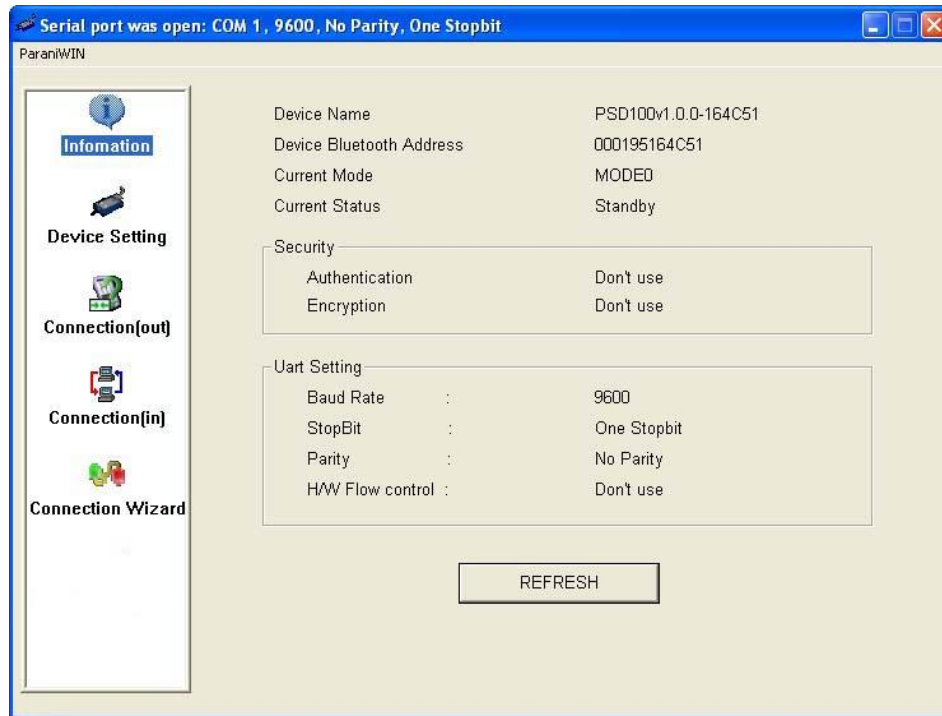 Serial port was open: COM 1, 9600, No Parity, One Stopbit
ParaniWIN
Infomation
Device Setting
Connection(out)
Connection(in)
Connection Wizard
Device Name PSD100v1.0.0-164C51
Device Bluetooth Address 000195164C51
Current Mode MODE0
Current Status Standby
Security
Authentication Don't use
Encryption Don't use
Uart Setting
Baud Rate : 9600
StopBit : One Stopbit
Parity : No Parity
H/W Flow control : Don't use
REFRESH